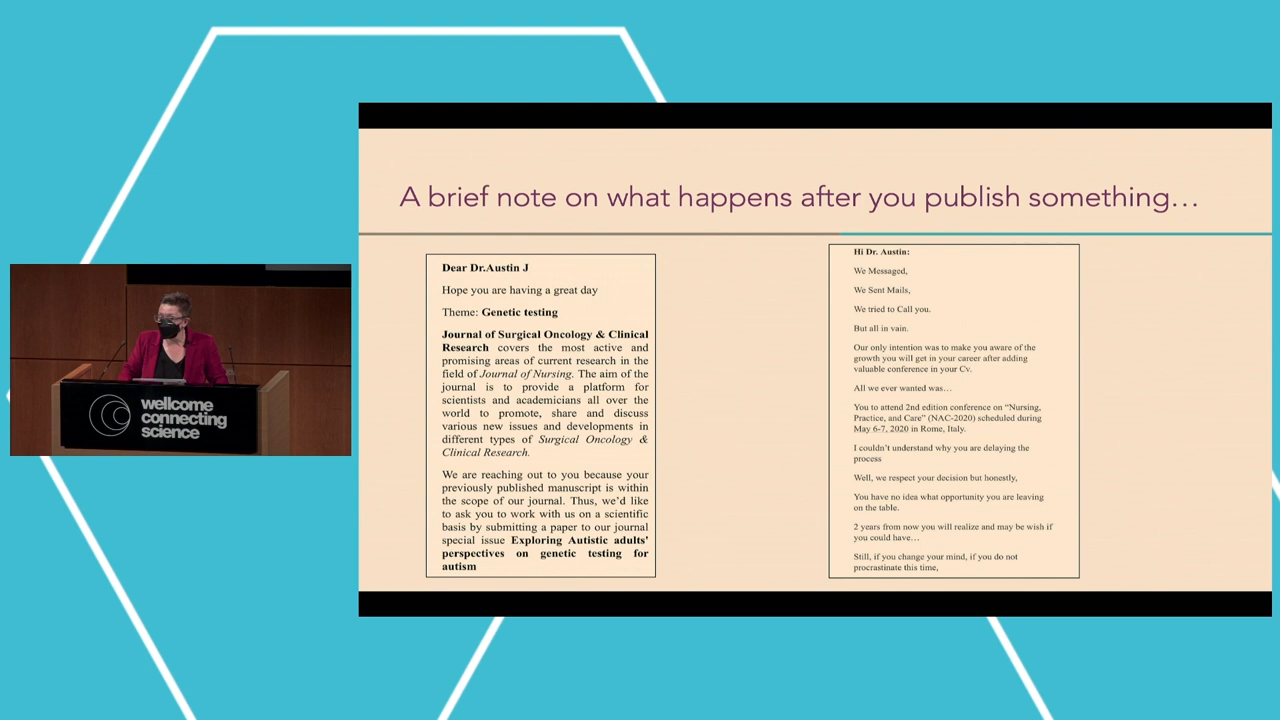 A brief note on what happens after you publish something…
Dear Dr.Austin J
Hope you are having a great day
Theme: Genetic testing
Journal of Surgical Oncology & Clinical
Research covers the most active and
promising areas of current research in the
field of Journal of Nursing. The aim of the
journal is to provide a platform for
scientists and academicians all over the
world to promote, share and discuss
various new issues and developments in
different types of Surgical Oncology &
Clinical Research.
We are reaching out to you because your
previously published manuscript is within
the scope of our journal. Thus, we’d like
to ask you to work with us on a scientific
basis by submitting a paper to our journal
special issue Exploring Autistic adults'
perspectives on genetic testing for
autism
Hi Dr. Austin:
We Messaged,
We Sent Mails,
We tried to Call you.
But all in vain.
Our only intention was to make you aware of the
growth you will get in your career after adding
valuable conference in your Cv.
All we ever wanted was…
You to attend 2nd edition conference on “Nursing,
Practice, and Care” (NAC-2020) scheduled during
May 6-7, 2020 in Rome, Italy.
I couldn’t understand why you are delaying the
process
Well, we respect your decision but honestly,
You have no idea what opportunity you are leaving
on the table.
2 years from now you will realize and may be wish if
you could have…
Still, if you change your mind, if you do not
procrastinate this time,
wellcome
connecting
science